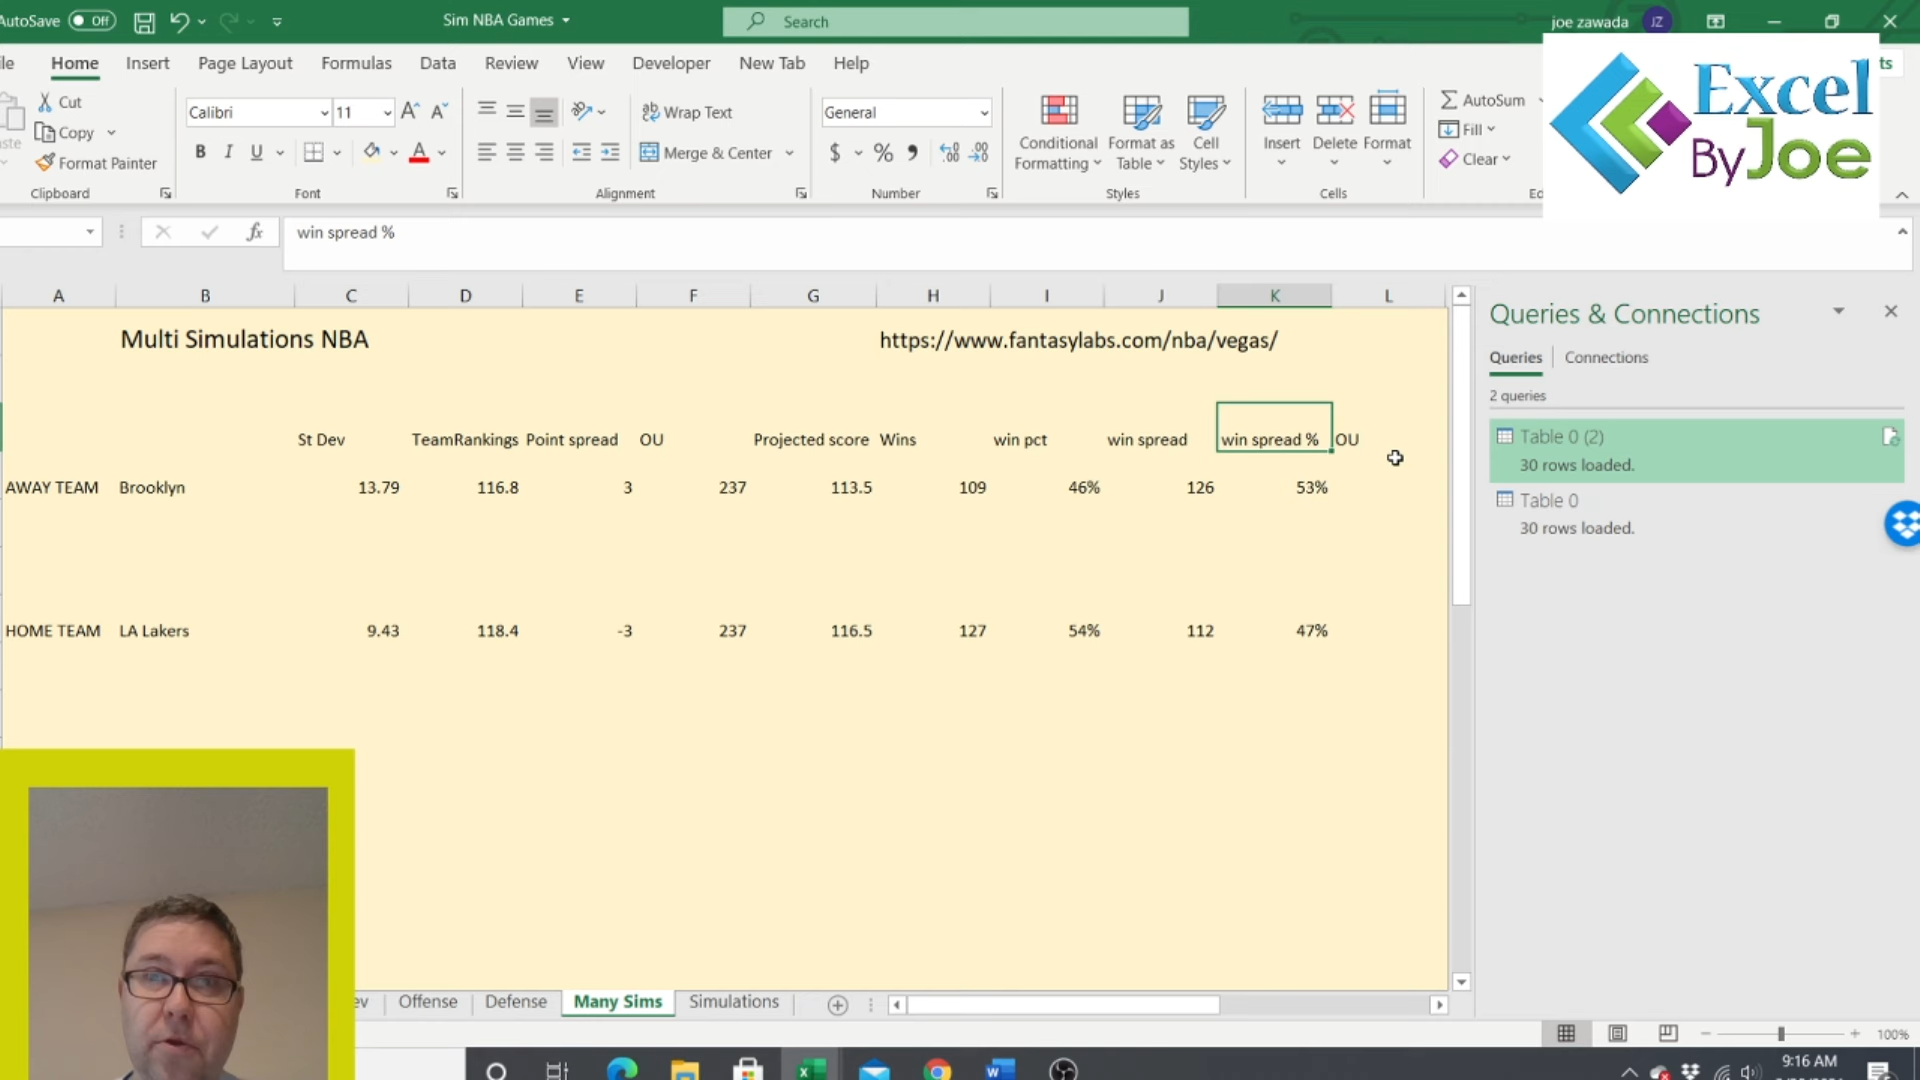 AutoSave Off
Sim NBA Games
Search
joe zawada JZ
Home Insert Page Layout Formulas Data Review View Developer New Tab Help
Cut
Copy
Format Painter
Clipboard
Calibri 11
B I U
Font
Wrap Text
Merge & Center
Alignment
General
$ % ,
Number
Conditional Formatting
Format as Table
Cell Styles
Styles
Insert Delete Format
Cells
AutoSum
Fill
Clear
Excel
ByJoe
fx win spread %
A B C D E F G H I J K L
Multi Simulations NBA https://www.fantasylabs.com/nba/vegas/
St Dev TeamRankings Point spread OU Projected score Wins win pct win spread win spread % OU
AWAY TEAM Brooklyn 13.79 116.8 3 237 113.5 109 46% 126 53%
HOME TEAM LA Lakers 9.43 118.4 -3 237 116.5 127 54% 112 47%
Queries & Connections
Queries Connections
2 queries
Table 0 (2)
30 rows loaded.
Table 0
30 rows loaded.
Offense Defense Many Sims Simulations
100%
9:16 AM